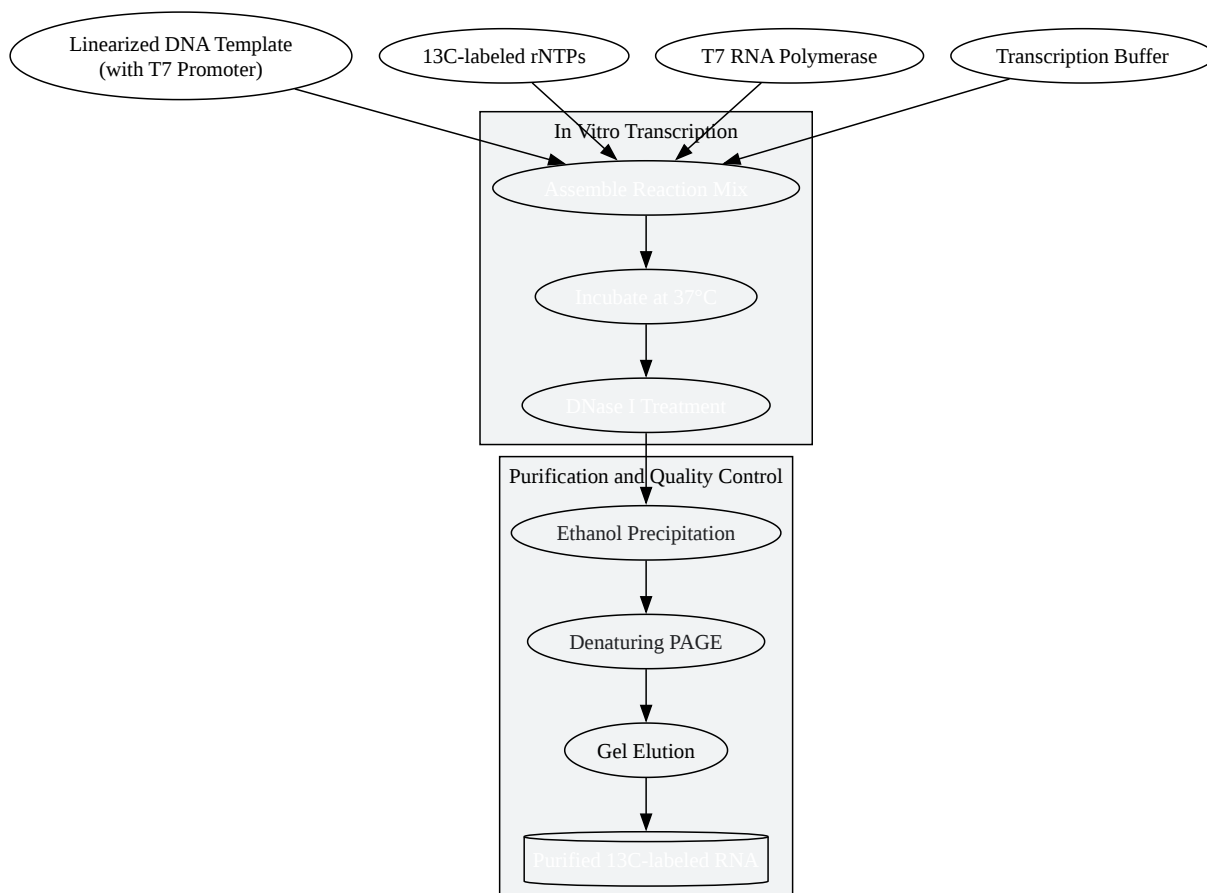 Linearized DNA Template
(with T7 Promoter)
13C-labeled rNTPs
T7 RNA Polymerase
Transcription Buffer
In Vitro Transcription
Assemble Reaction Mix
Incubate at 37°C
DNase I Treatment
Purification and Quality Control
Ethanol Precipitation
Denaturing PAGE
Gel Elution
Purified 13C-labeled RNA